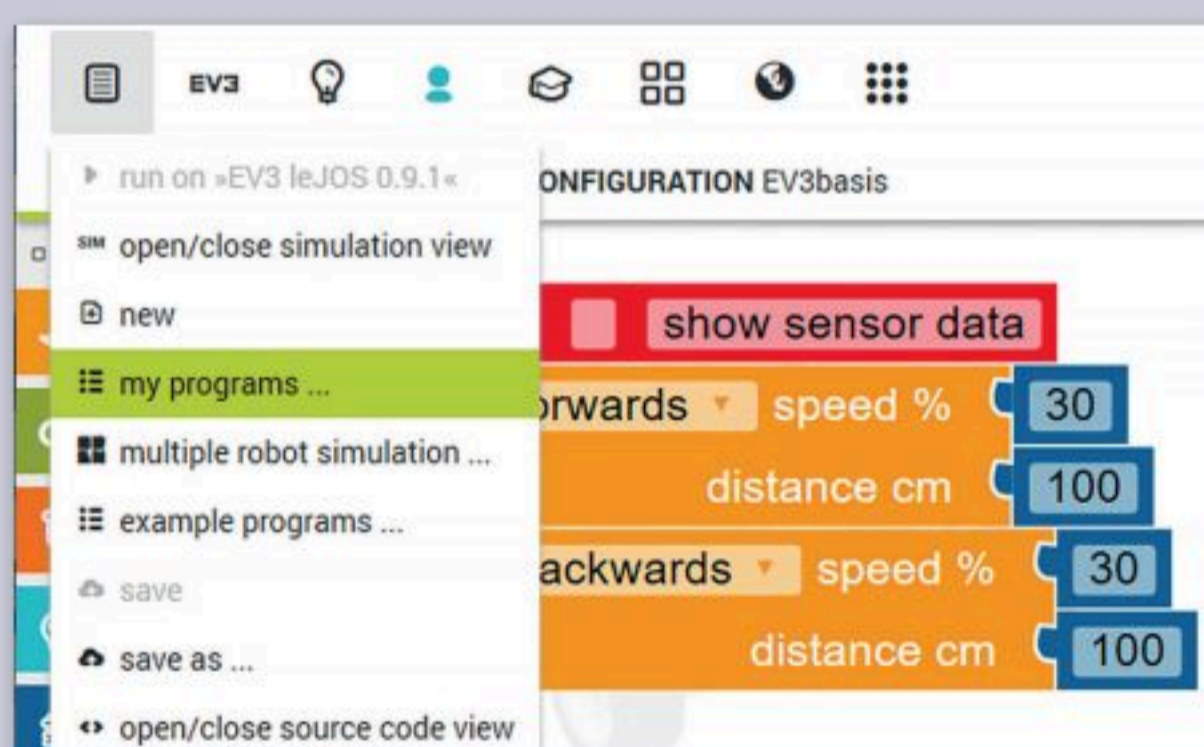 EV3
run on »EV3 leJOS 0.9.1«
ONFIGURATION EV3basis
SIM open/close simulation view
new
show sensor data
my programs ...
orwards speed % 30
multiple robot simulation ...
distance cm 100
example programs ...
ackwards speed % 30
save
save as ...
distance cm 100
open/close source code view